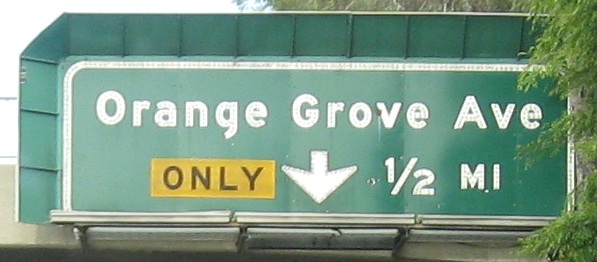 Orange Grove Ave
ONLY 1/2 MI